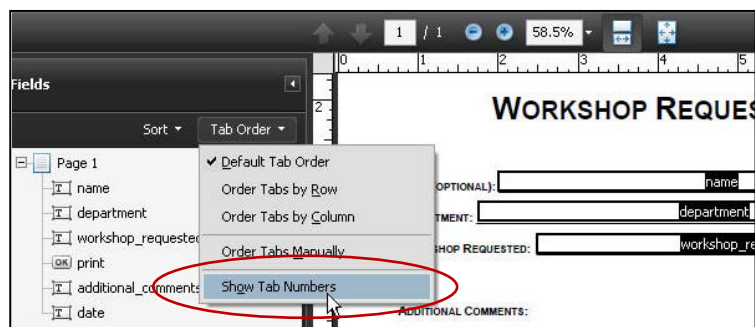 1 / 1 58.5%
0 1 2 3 4 5
Fields
2
WORKSHOP REQUES
Sort Tab Order
Page 1
Default Tab Order
name
OPTIONAL): name
Order Tabs by Row
department
TMENT: department
Order Tabs by Column
workshop_requested
SHOP REQUESTED: workshop_re
Order Tabs Manually
OK print
additional_comments
Show Tab Numbers
date
ADDITIONAL COMMENTS: